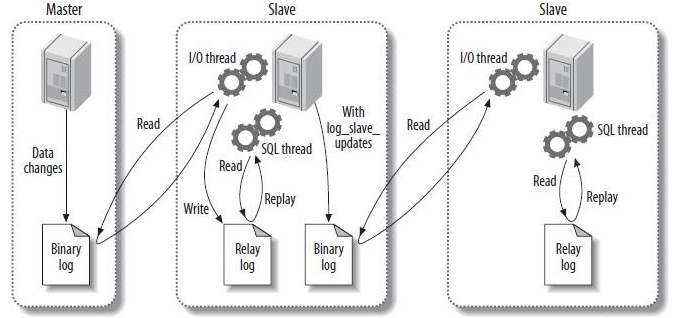 Master
Data
changes
Binary
log
Read
Slave
I/O thread
SQL thread
Read
Replay
Write
With
log_slave_
updates
Relay
log
Binary
log
Read
Slave
I/O thread
SQL thread
Read
Replay
Relay
log